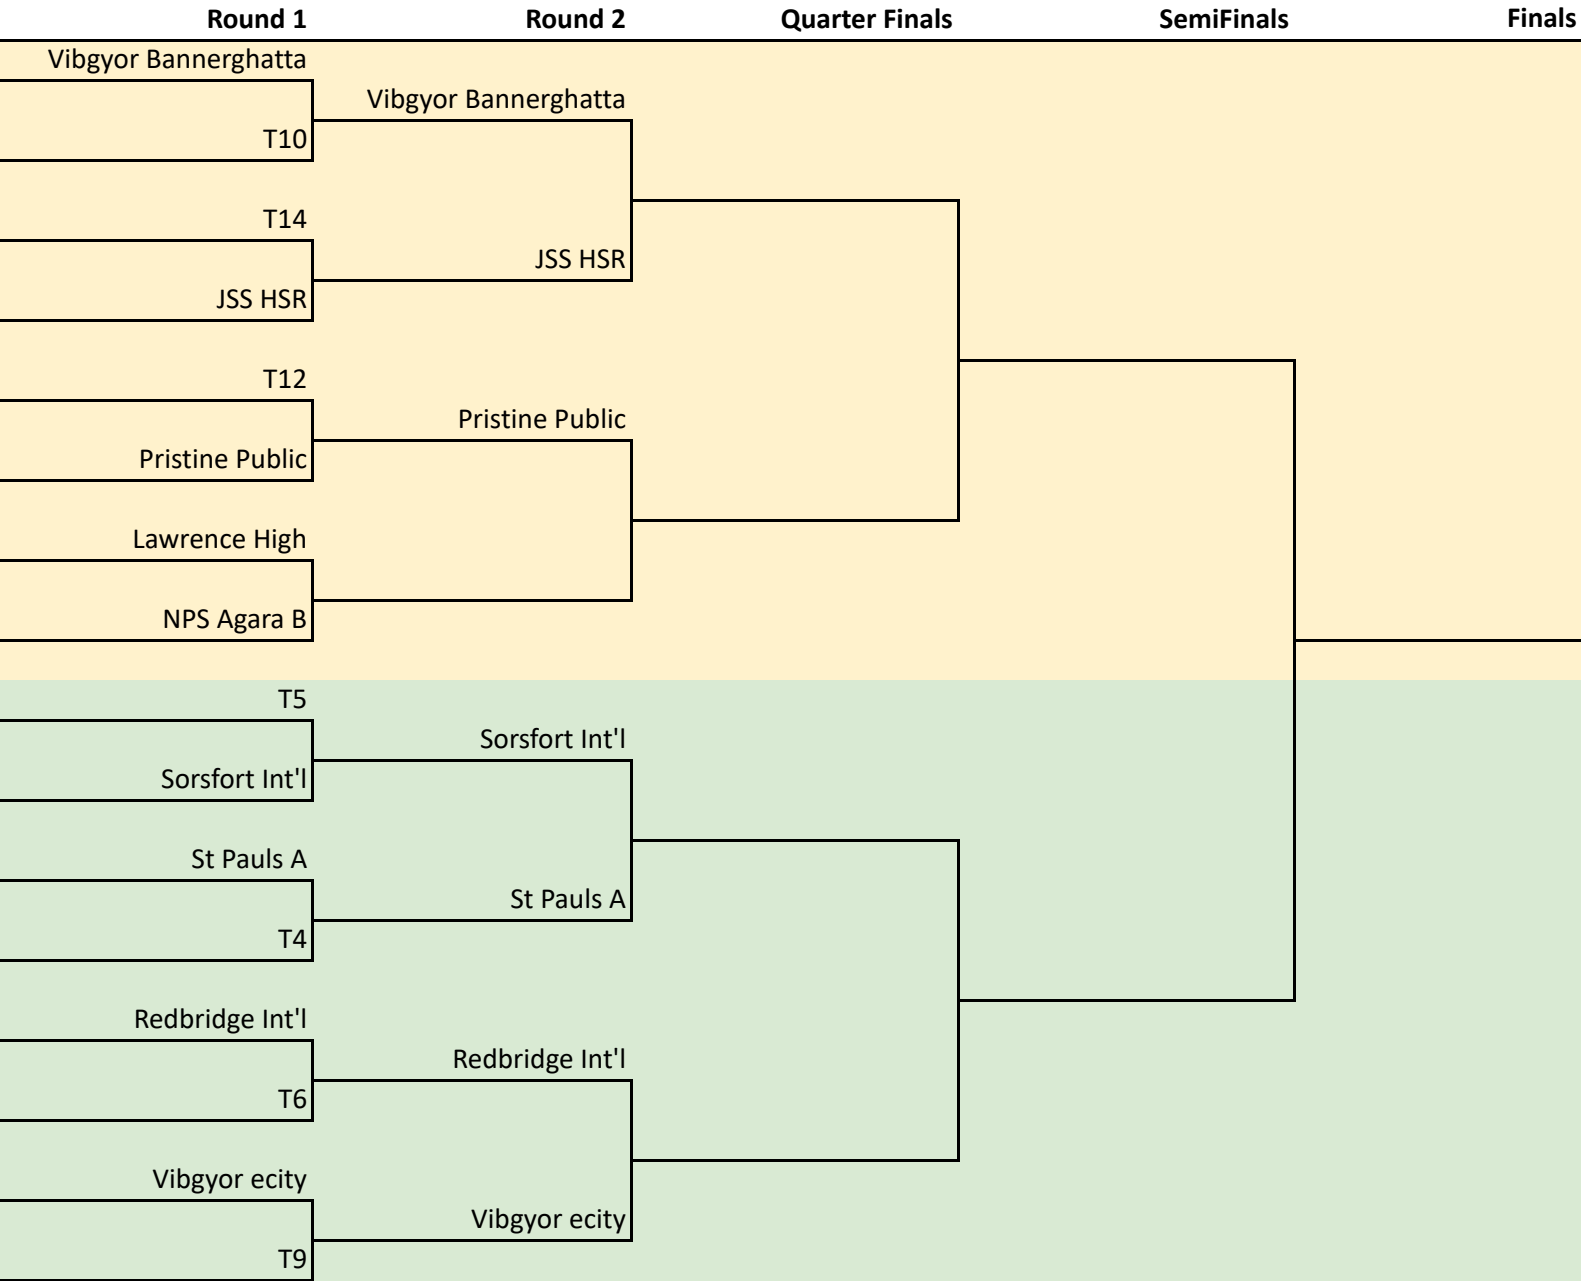 Round 1 Round 2 Quarter Finals SemiFinals Finals
Vibgyor Bannerghatta
Vibgyor Bannerghatta
T10
T14
JSS HSR
JSS HSR
T12
Pristine Public
Pristine Public
Lawrence High
NPS Agara B
T5
Sorsfort Int'l
Sorsfort Int'l
St Pauls A
St Pauls A
T4
Redbridge Int'l
Redbridge Int'l
T6
Vibgyor ecity
Vibgyor ecity
T9